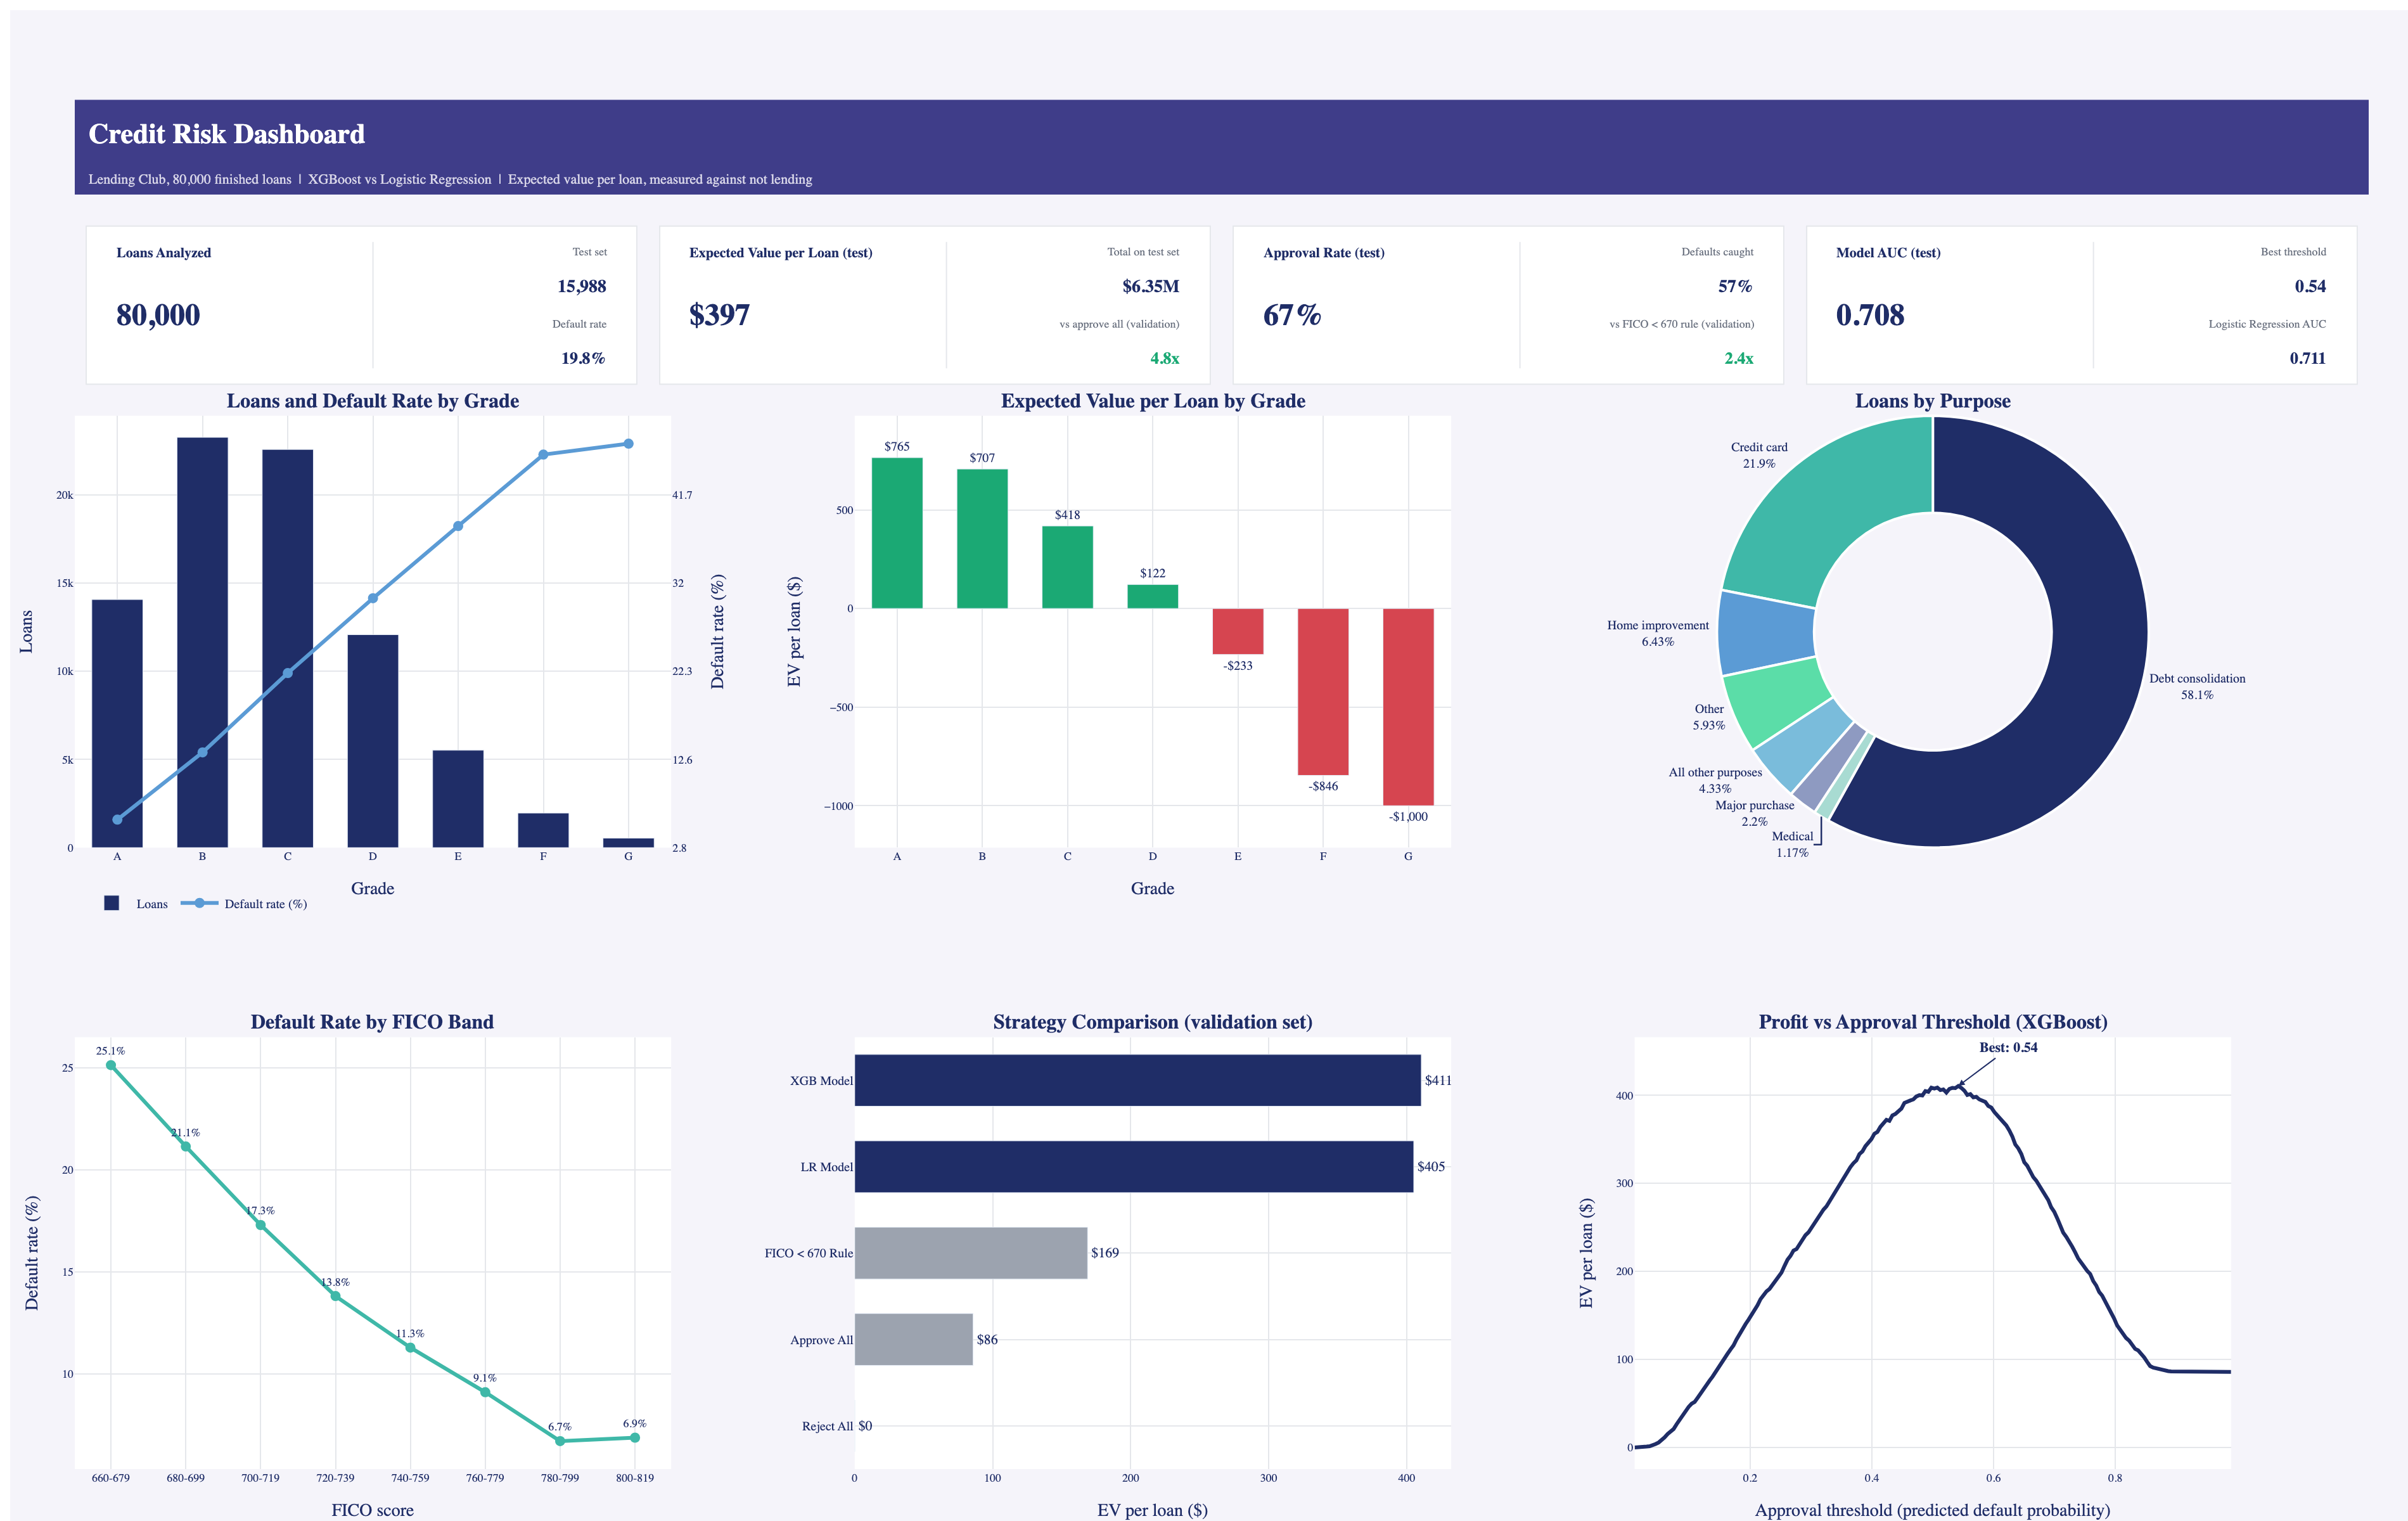 Credit Risk Dashboard
Lending Club, 80,000 finished loans | XGBoost vs Logistic Regression | Expected value per loan, measured against not lending
Loans Analyzed
80,000
Test set
15,988
Default rate
19.8%
Expected Value per Loan (test)
$397
Total on test set
$6.35M
vs approve all (validation)
4.8x
Approval Rate (test)
67%
Defaults caught
57%
vs FICO < 670 rule (validation)
2.4x
Model AUC (test)
0.708
Best threshold
0.54
Logistic Regression AUC
0.711
Loans and Default Rate by Grade
Loans
20k
15k
10k
5k
0
41.7
32
22.3
12.6
2.8
Default rate (%)
A B C D E F G
Grade
Loans
Default rate (%)
Expected Value per Loan by Grade
EV per loan ($)
500
0
−500
−1000
$765
$707
$418
$122
-$233
-$846
-$1,000
A B C D E F G
Grade
Loans by Purpose
Credit card
21.9%
Home improvement
6.43%
Other
5.93%
All other purposes
4.33%
Major purchase
2.2%
Medical
1.17%
Debt consolidation
58.1%
Default Rate by FICO Band
Default rate (%)
25
20
15
10
25.1%
21.1%
17.3%
13.8%
11.3%
9.1%
6.7%
6.9%
660-679 680-699 700-719 720-739 740-759 760-779 780-799 800-819
FICO score
Strategy Comparison (validation set)
XGB Model $411
LR Model $405
FICO < 670 Rule $169
Approve All $86
Reject All $0
0 100 200 300 400
EV per loan ($)
Profit vs Approval Threshold (XGBoost)
Best: 0.54
EV per loan ($)
400
300
200
100
0
0.2 0.4 0.6 0.8
Approval threshold (predicted default probability)